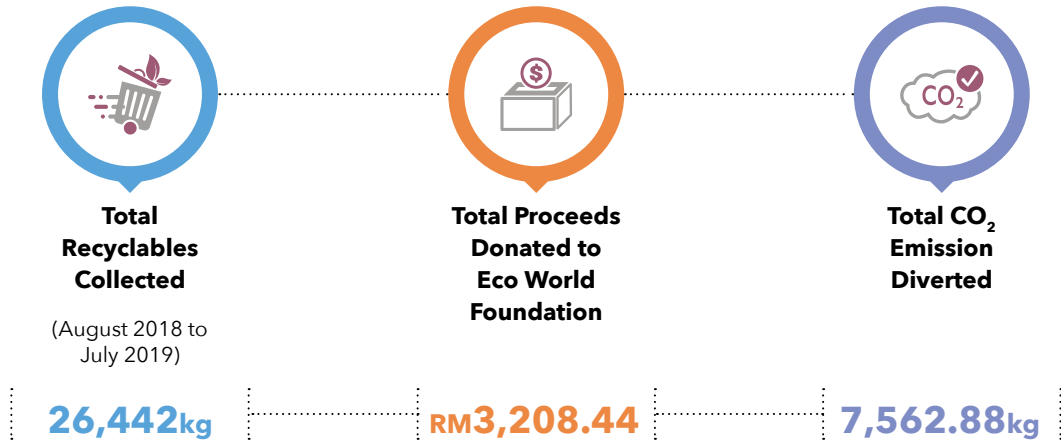 $
CO₂
Total
Recyclables
Collected
(August 2018 to
July 2019)
26,442kg
Total Proceeds
Donated to
Eco World
Foundation
RM3,208.44
Total CO₂
Emission
Diverted
7,562.88kg